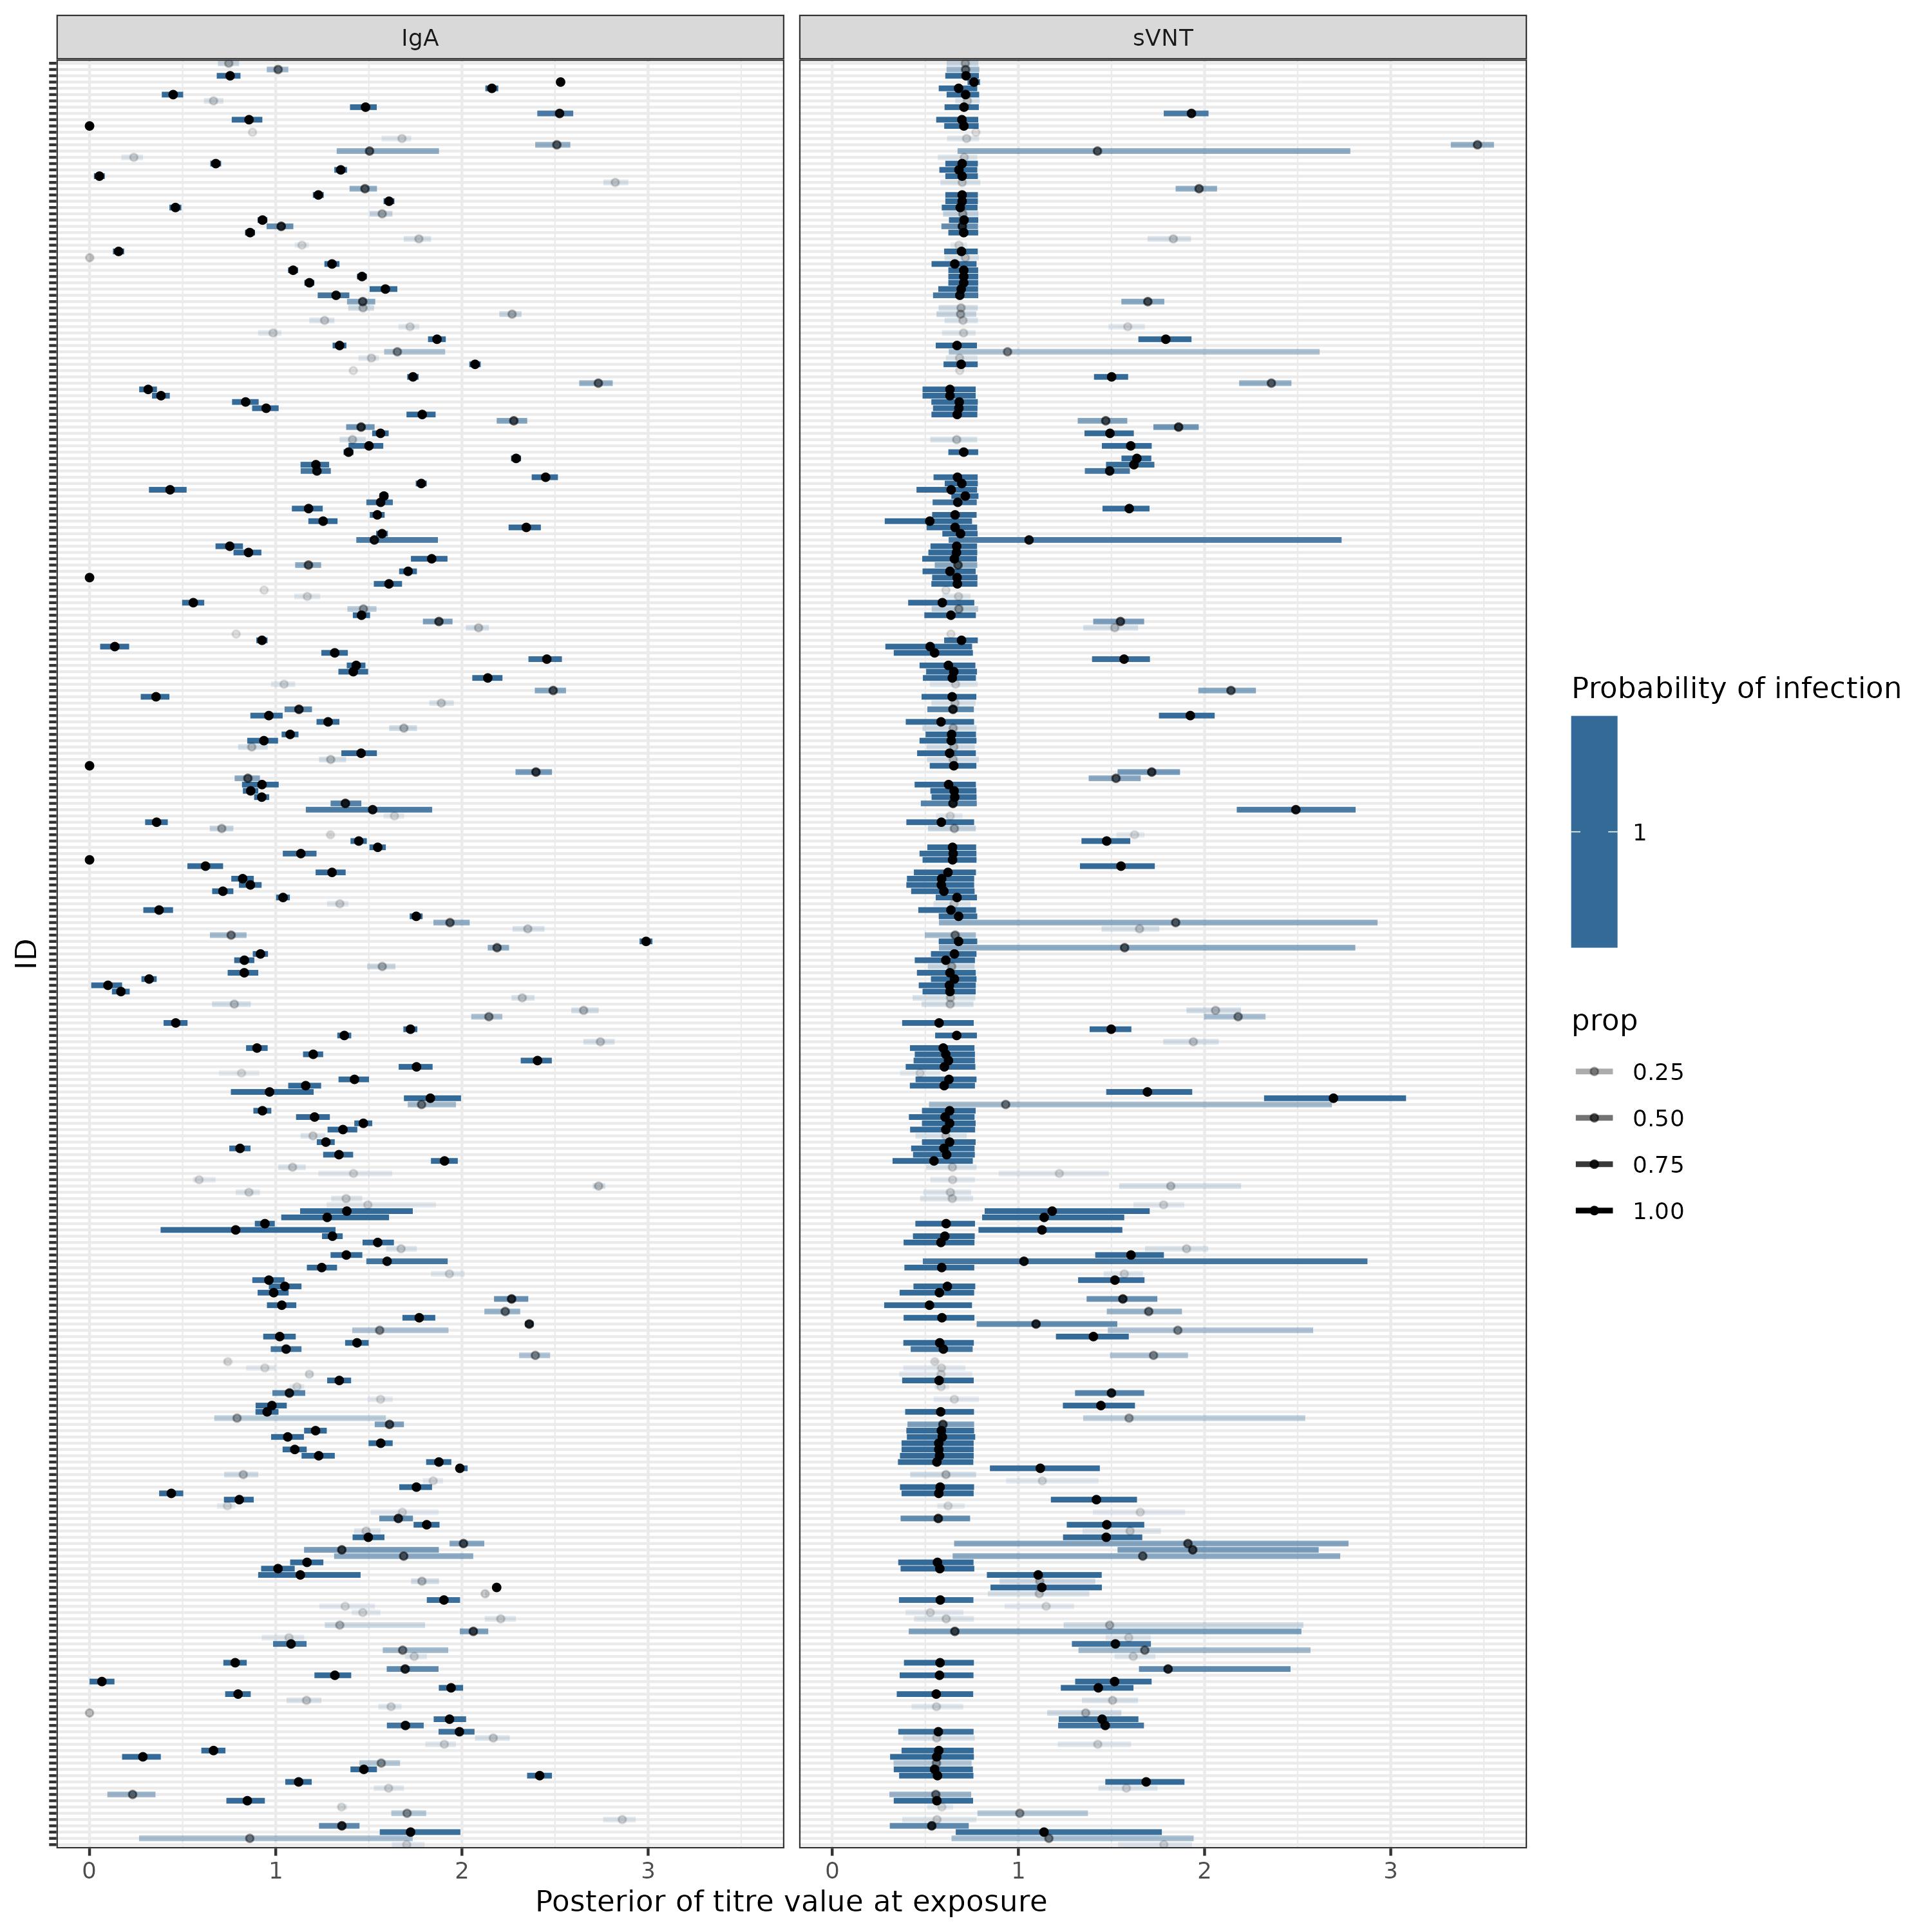 IgA
sVNT
ID
0
1
2
3
0
1
2
3
Posterior of titre value at exposure
Probability of infection
1
prop
0.25
0.50
0.75
1.00